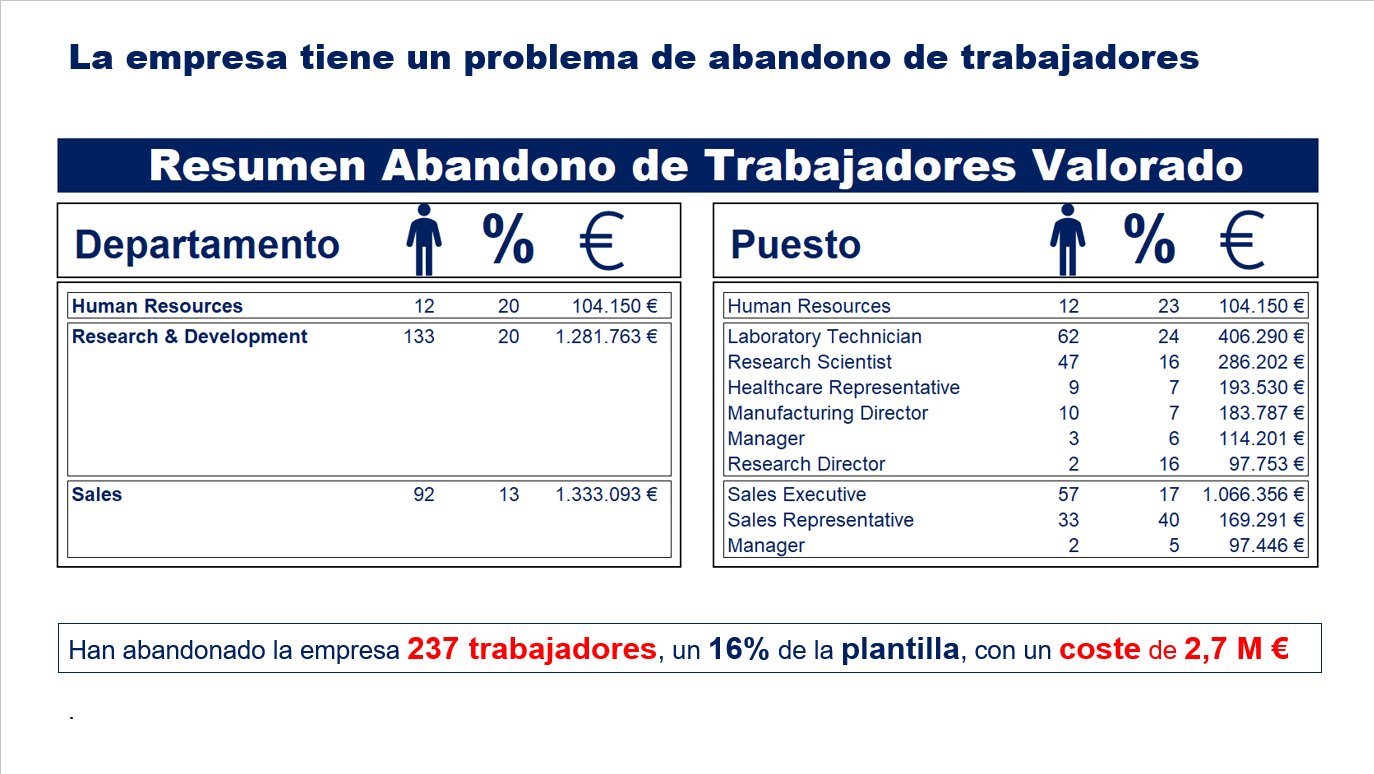 La empresa tiene un problema de abandono de trabajadores
Resumen Abandono de Trabajadores Valorado
Departamento % €
Human Resources 12 20 104.150 €
Research & Development 133 20 1.281.763 €
Sales 92 13 1.333.093 €
Puesto % €
Human Resources 12 23 104.150 €
Laboratory Technician 62 24 406.290 €
Research Scientist 47 16 286.202 €
Healthcare Representative 9 7 193.530 €
Manufacturing Director 10 7 183.787 €
Manager 3 6 114.201 €
Research Director 2 16 97.753 €
Sales Executive 57 17 1.066.356 €
Sales Representative 33 40 169.291 €
Manager 2 5 97.446 €
Han abandonado la empresa 237 trabajadores, un 16% de la plantilla, con un coste de 2,7 M €
.